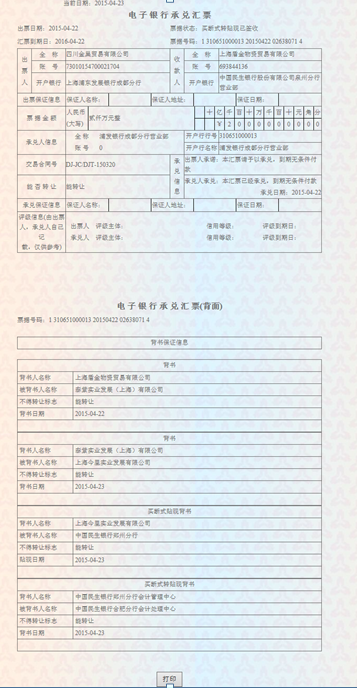 当前日期：2015-04-23
电子银行承兑汇票
出票日期：2015-04-22 票据状态：买断式转贴现已签收
汇票到期日：2016-04-22 票据号码：1 310651000013 20150422 02638071 4
出票人 全 称 四川金属贸易有限公司 收款人 全 称 上海盾金物资贸易有限公司
账 号 73010154700021704 账 号 693844136
开户银行 上海浦东发展银行成都分行 开户银行 中国民生银行股份有限公司泉州分行营业部
出票保证信息 保证人名称： 保证人地址： 保证日期：
票据金额 人民币(大写) 贰仟万元整 十 亿 千 百 十 万 千 百 十 元 角 分
¥ 2 0 0 0 0 0 0 0 0 0
承兑人信息 全称 浦发银行成都分行营业部 开户行行号 310651000013
账号 0 开户行名称 浦发银行成都分行营业部
交易合同号 DJ-JC/DJT-150320 承兑信息 出票人承诺：本汇票请予以承兑，到期无条件付款
能否转让 能转让 承兑人承兑：本汇票已经承兑，到期无条件付款
承兑日期：2015-04-22
承兑保证信息 保证人名称： 保证人地址： 保证日期：
评级信息(由出票人、承兑人自己记载，仅供参考) 出票人 评级主体： 信用等级： 评级到期日：
承兑人 评级主体： 信用等级： 评级到期日：
电子银行承兑汇票(背面)
票据号码：1 310651000013 20150422 02638071 4
背书保证信息
背书
背书人名称 上海盾金物资贸易有限公司
被背书人名称 实业发展（上海）有限公司
不得转让标志 能转让
背书日期 2015-04-22
背书
背书人名称 实业发展（上海）有限公司
被背书人名称 上海今垦实业发展有限公司
不得转让标志 能转让
背书日期 2015-04-23
买断式贴现背书
背书人名称 上海今垦实业发展有限公司
被背书人名称 中国民生银行郑州分行
不得转让标志 能转让
贴现日期 2015-04-23
买断式转贴现背书
背书人名称 中国民生银行郑州分行会计管理中心
被背书人名称 中国民生银行合肥分行会计处理中心
不得转让标志 能转让
背书日期 2015-04-23
打印